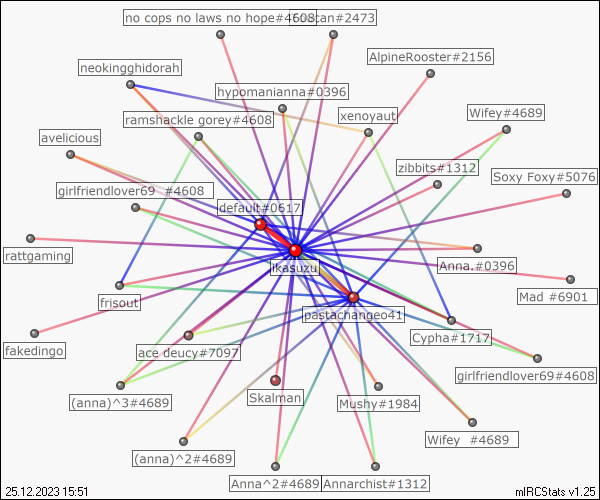 no cops no laws no hope#4608
can#2473
AlpineRooster#2156
neokingghidorah
hypomanianna#0396
ramshackle gorey#4608
xenoyaut
Wifey#4689
avelicious
zibbits#1312
Soxy Foxy#5076
girlfriendlover69 #4608
default#0617
rattgaming
ikasuzu
Anna.#0396
Mad #6901
frisout
pastachangeo41
Cypha#1717
fakedingo
ace deucy#7097
girlfriendlover69#4608
(anna)^3#4689
Skalman
Mushy#1984
Wifey #4689
(anna)^2#4689
Anna^2#4689
Annarchist#1312
25.12.2023 15:51
mIRCStats v1.25